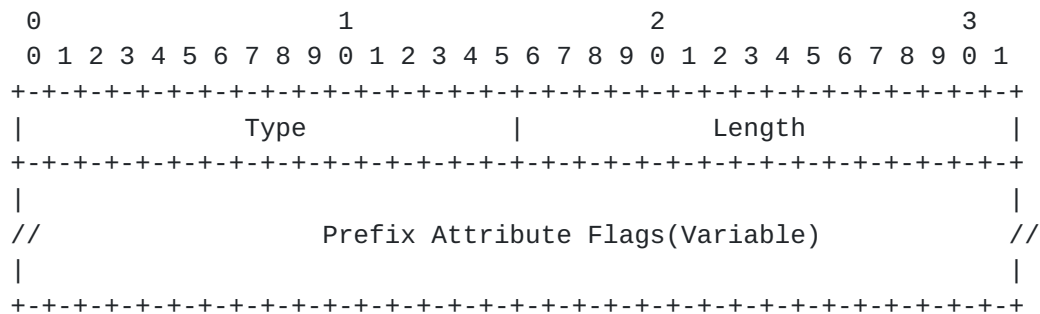 0                   1                   2                   3
 0 1 2 3 4 5 6 7 8 9 0 1 2 3 4 5 6 7 8 9 0 1 2 3 4 5 6 7 8 9 0 1
+-+-+-+-+-+-+-+-+-+-+-+-+-+-+-+-+-+-+-+-+-+-+-+-+-+-+-+-+-+-+-+-+
|              Type             |            Length             |
+-+-+-+-+-+-+-+-+-+-+-+-+-+-+-+-+-+-+-+-+-+-+-+-+-+-+-+-+-+-+-+-+
|                                                               |
//                  Prefix Attribute Flags(Variable)            //
|                                                               |
+-+-+-+-+-+-+-+-+-+-+-+-+-+-+-+-+-+-+-+-+-+-+-+-+-+-+-+-+-+-+-+-+